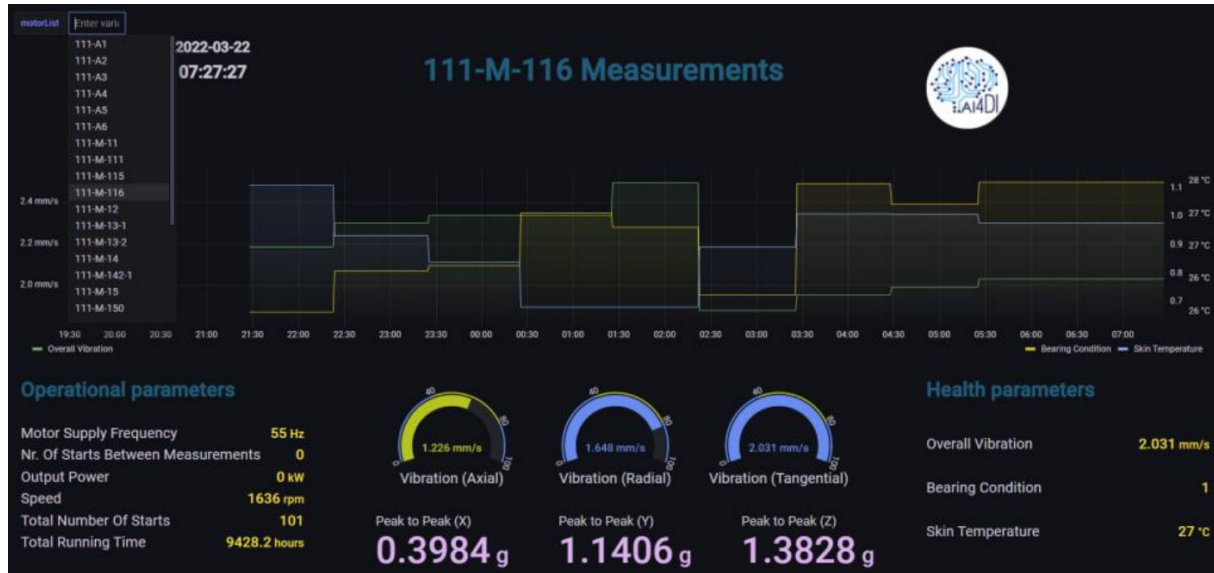 motorList Enter varia
111-A1
111-A2
111-A3
111-A4
111-A5
111-A6
111-M-11
111-M-111
111-M-115
111-M-116
111-M-12
111-M-13-1
111-M-13-2
111-M-14
111-M-142-1
111-M-15
111-M-150
2022-03-22
07:27:27
111-M-116 Measurements
AI4DI
2.4 mm/s
2.2 mm/s
2.0 mm/s
1.1 28 °C
1.0 27 °C
0.9 27 °C
0.8 26 °C
0.7 26 °C
19:30 20:00 20:30 21:00 21:30 22:00 22:30 23:00 23:30 00:00 00:30 01:00 01:30 02:00 02:30 03:00 03:30 04:00 04:30 05:00 05:30 06:00 06:30 07:00
Overall Vibration Bearing Condition Skin Temperature
Operational parameters
Motor Supply Frequency 55 Hz
Nr. Of Starts Between Measurements 0
Output Power 0 kW
Speed 1636 rpm
Total Number Of Starts 101
Total Running Time 9428.2 hours
0 40 80 100
1.226 mm/s
Vibration (Axial)
0 40 80 100
1.648 mm/s
Vibration (Radial)
0 40 80 100
2.031 mm/s
Vibration (Tangential)
Peak to Peak (X)
0.3984 g
Peak to Peak (Y)
1.1406 g
Peak to Peak (Z)
1.3828 g
Health parameters
Overall Vibration 2.031 mm/s
Bearing Condition 1
Skin Temperature 27 °C